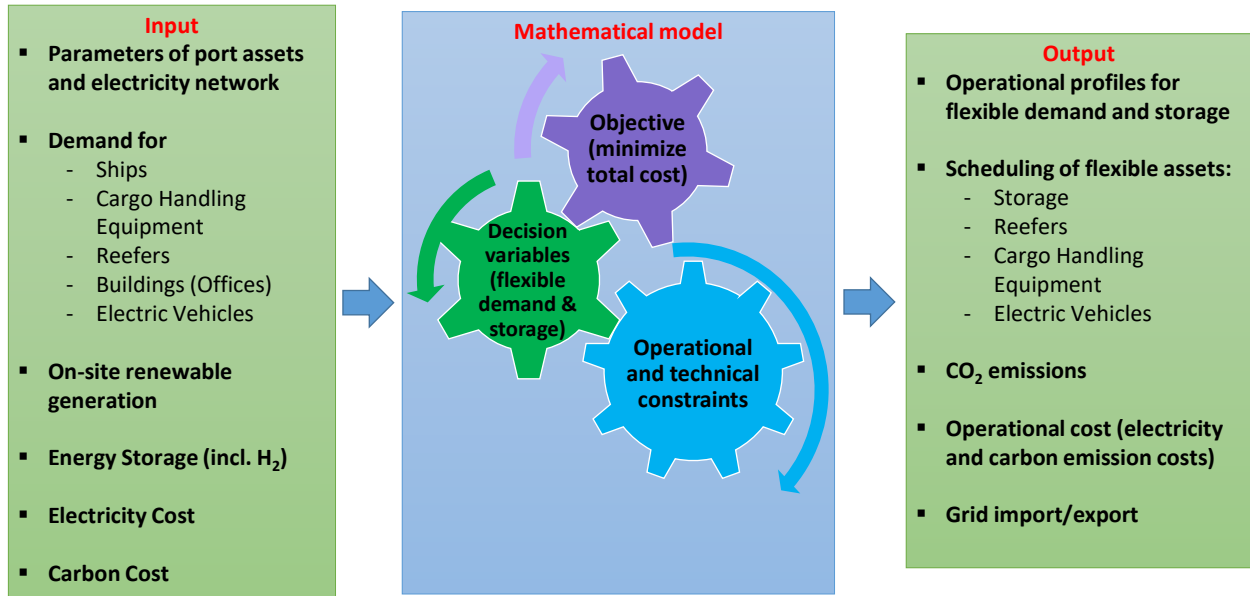 Input
▪ Parameters of port assets
and electricity network
▪ Demand for
- Ships
- Cargo Handling
Equipment
- Reefers
- Buildings (Offices)
- Electric Vehicles
▪ On-site renewable
generation
▪ Energy Storage (incl. H₂)
▪ Electricity Cost
▪ Carbon Cost
Mathematical model
Objective
(minimize
total cost)
Decision
variables
(flexible
demand &
storage)
Operational
and technical
constraints
Output
▪ Operational profiles for
flexible demand and storage
▪ Scheduling of flexible assets:
- Storage
- Reefers
- Cargo Handling
Equipment
- Electric Vehicles
▪ CO₂ emissions
▪ Operational cost (electricity
and carbon emission costs)
▪ Grid import/export